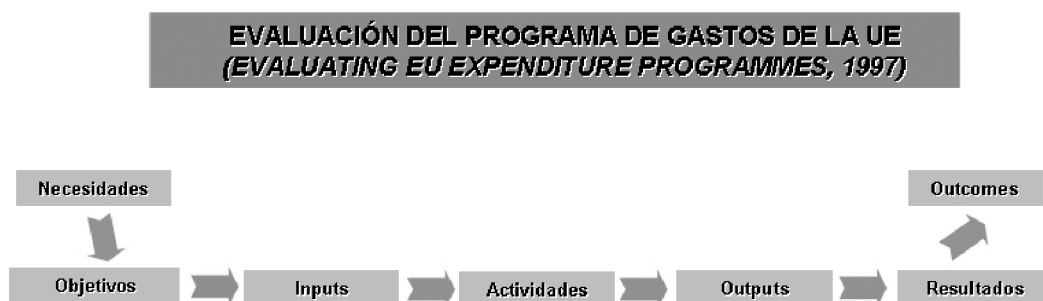 EVALUACIÓN DEL PROGRAMA DE GASTOS DE LA UE
(EVALUATING EU EXPENDITURE PROGRAMMES, 1997)
Necesidades
Outcomes
Objetivos
Inputs
Actividades
Outputs
Resultados